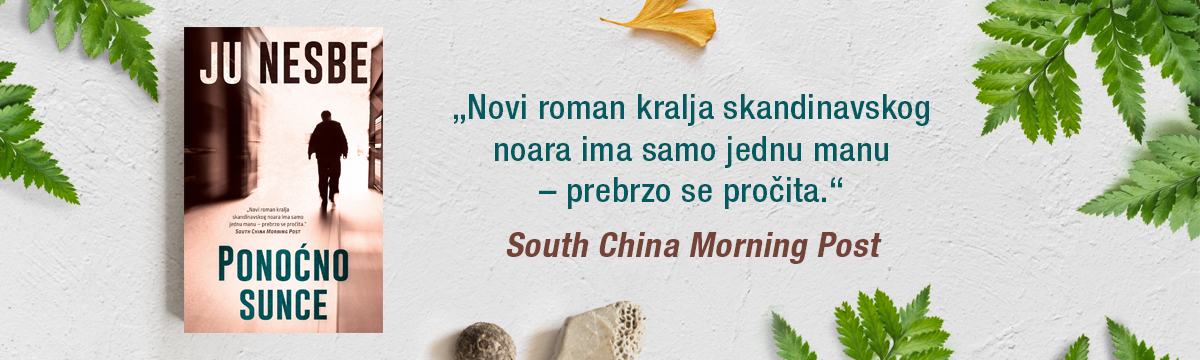 JU NESBE
„Novi roman kralja
skandinavskog noara ima samo
jednu manu – prebrzo se pročita.“
SOUTH CHINA MORNING POST
PONOĆNO
SUNCE
„Novi roman kralja skandinavskog
noara ima samo jednu manu
– prebrzo se pročita.“
South China Morning Post